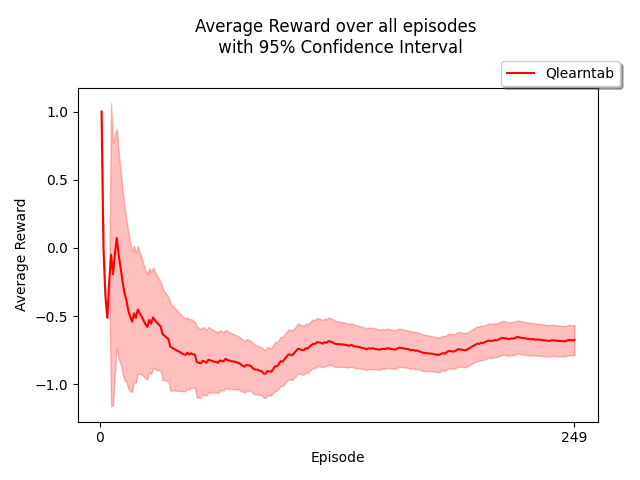 Average Reward over all episodes
with 95% Confidence Interval
Qlearntab
1.0
0.5
0.0
−0.5
−1.0
Average Reward
0
249
Episode